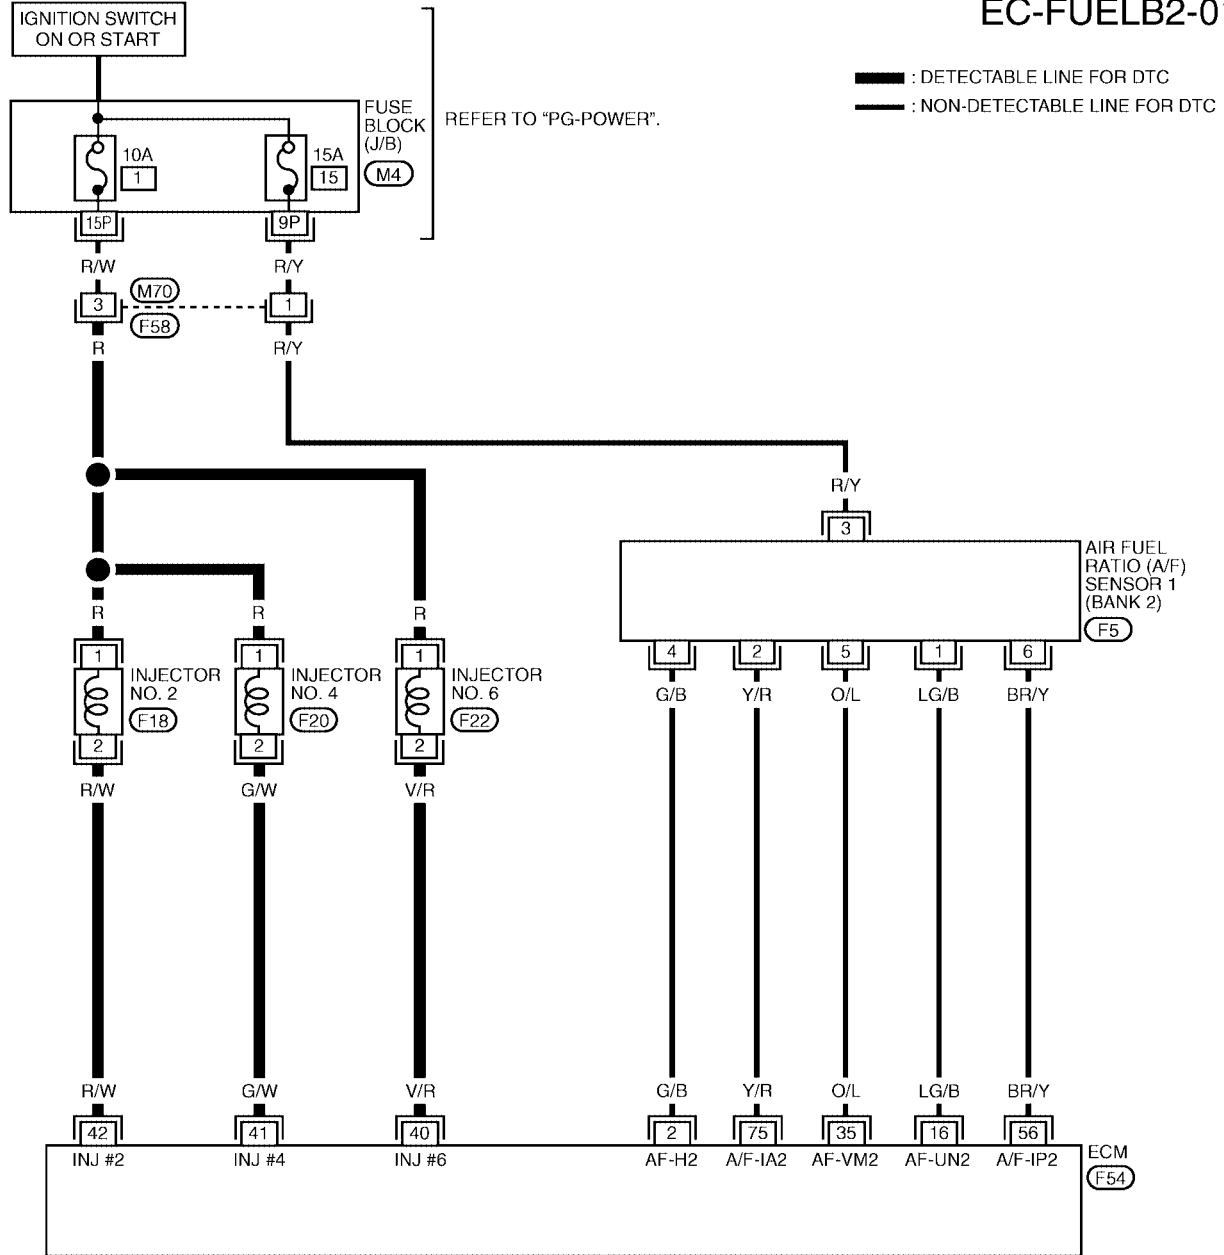 EC-FUELB2-01
IGNITION SWITCH
ON OR START
: DETECTABLE LINE FOR DTC
: NON-DETECTABLE LINE FOR DTC
FUSE
BLOCK
(J/B)
M4
REFER TO "PG-POWER".
10A
1
15A
15
15P
9P
R/W
R/Y
3
M70
F58
1
R
R/Y
R/Y
3
AIR FUEL
RATIO (A/F)
SENSOR 1
(BANK 2)
F5
R
R
R
1
1
1
INJECTOR
NO. 2
F18
INJECTOR
NO. 4
F20
INJECTOR
NO. 6
F22
2
2
2
4
2
5
1
6
R/W
G/W
V/R
G/B
Y/R
O/L
LG/B
BR/Y
R/W
G/W
V/R
G/B
Y/R
O/L
LG/B
BR/Y
42
41
40
2
75
35
16
56
INJ #2
INJ #4
INJ #6
AF-H2
A/F-IA2
AF-VM2
AF-UN2
A/F-IP2
ECM
F54